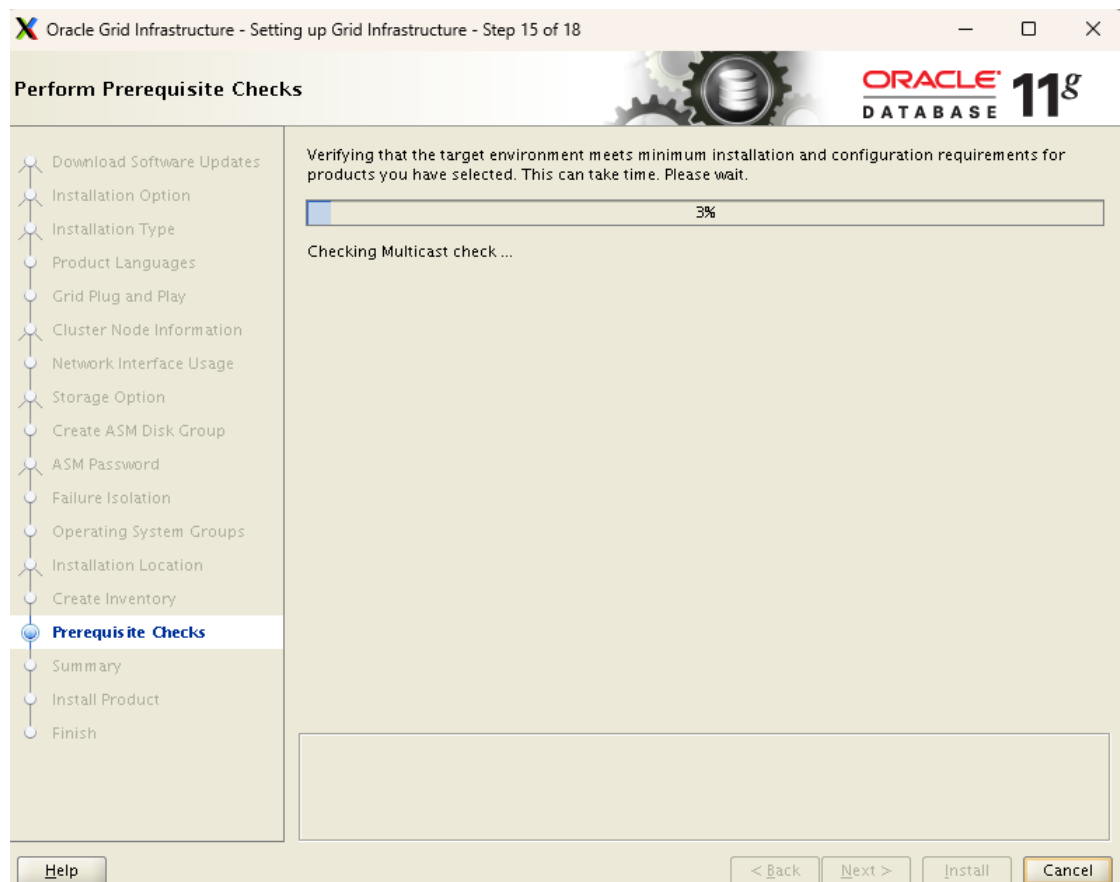 Oracle Grid Infrastructure - Setting up Grid Infrastructure - Step 15 of 18
Perform Prerequisite Checks
ORACLE
DATABASE
11g
Download Software Updates
Installation Option
Installation Type
Product Languages
Grid Plug and Play
Cluster Node Information
Network Interface Usage
Storage Option
Create ASM Disk Group
ASM Password
Failure Isolation
Operating System Groups
Installation Location
Create Inventory
Prerequisite Checks
Summary
Install Product
Finish
Verifying that the target environment meets minimum installation and configuration requirements for
products you have selected. This can take time. Please wait.
3%
Checking Multicast check ...
Help
< Back
Next >
Install
Cancel